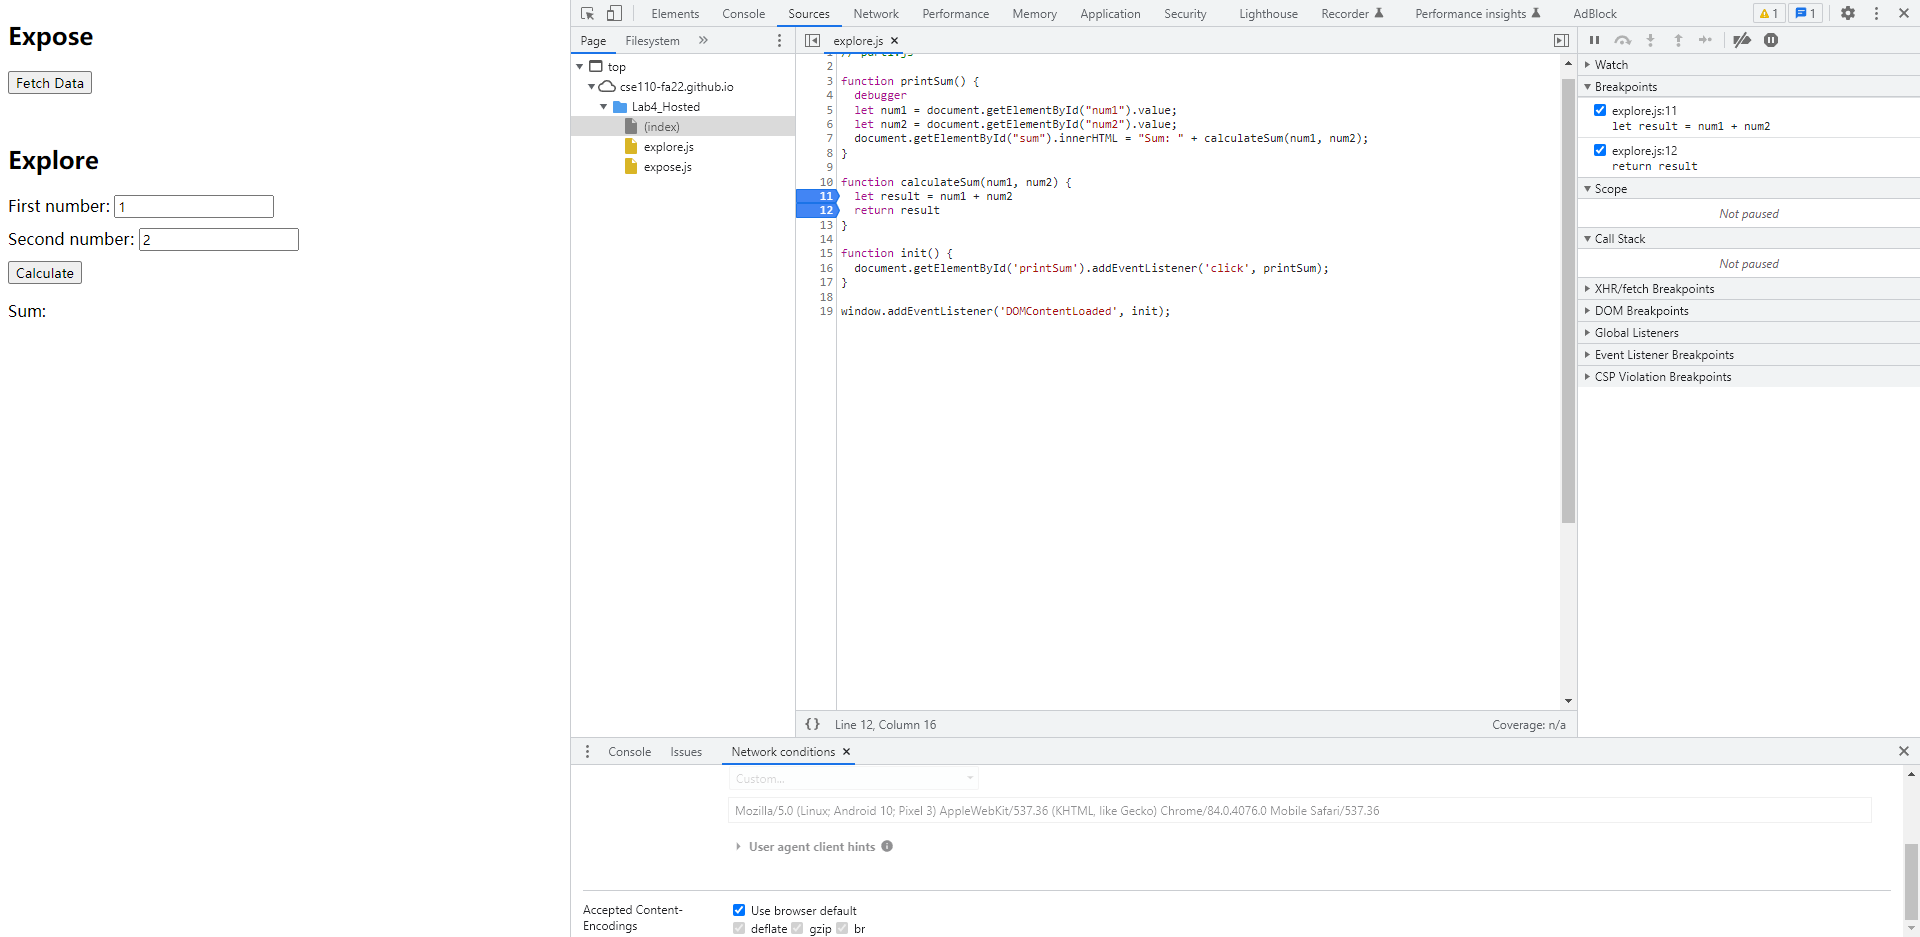 Expose
Fetch Data
Explore
First number: 1
Second number: 2
Calculate
Sum:
Elements Console Sources Network Performance Memory Application Security Lighthouse Recorder Performance insights AdBlock 1 1
Page Filesystem »
top
cse110-fa22.github.io
Lab4_Hosted
(index)
explore.js
expose.js
explore.js
2
3 function printSum() {
4 debugger
5 let num1 = document.getElementById("num1").value;
6 let num2 = document.getElementById("num2").value;
7 document.getElementById("sum").innerHTML = "Sum: " + calculateSum(num1, num2);
8 }
9
10 function calculateSum(num1, num2) {
11 let result = num1 + num2
12 return result
13 }
14
15 function init() {
16 document.getElementById('printSum').addEventListener('click', printSum);
17 }
18
19 window.addEventListener('DOMContentLoaded', init);
{} Line 12, Column 16 Coverage: n/a
Watch
Breakpoints
explore.js:11
let result = num1 + num2
explore.js:12
return result
Scope
Not paused
Call Stack
Not paused
XHR/fetch Breakpoints
DOM Breakpoints
Global Listeners
Event Listener Breakpoints
CSP Violation Breakpoints
Console Issues Network conditions
Custom...
Mozilla/5.0 (Linux; Android 10; Pixel 3) AppleWebKit/537.36 (KHTML, like Gecko) Chrome/84.0.4076.0 Mobile Safari/537.36
User agent client hints
Accepted Content-
Encodings
Use browser default
deflate gzip br